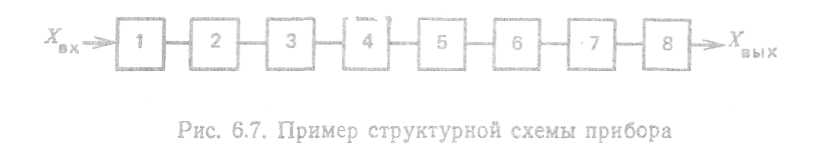 Xвх 1 2 3 4 5 6 7 8 Xвых
Рис. 6.7. Пример структурной схемы прибора